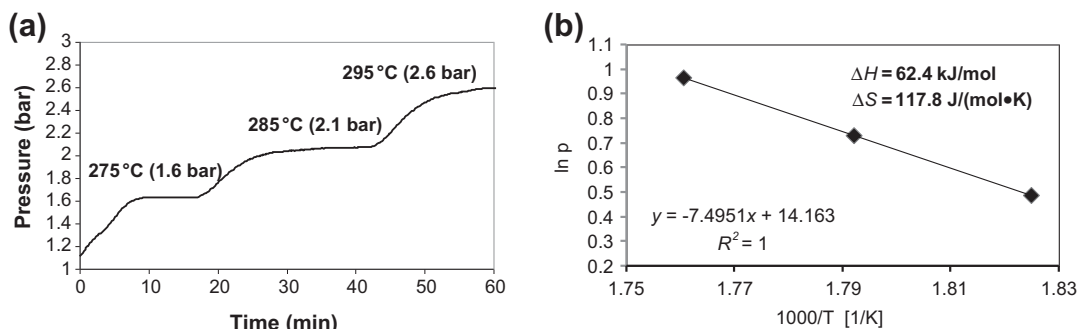 (a)
3
2.8
2.6
2.4
2.2
2
1.8
1.6
1.4
1.2
1
Pressure (bar)
295 °C (2.6 bar)
285 °C (2.1 bar)
275 °C (1.6 bar)
0 10 20 30 40 50 60
Time (min)
(b)
1.1
1
0.9
0.8
0.7
0.6
0.5
0.4
0.3
0.2
ln p
ΔH = 62.4 kJ/mol
ΔS = 117.8 J/(mol•K)
y = -7.4951x + 14.163
R² = 1
1.75 1.77 1.79 1.81 1.83
1000/T [1/K]